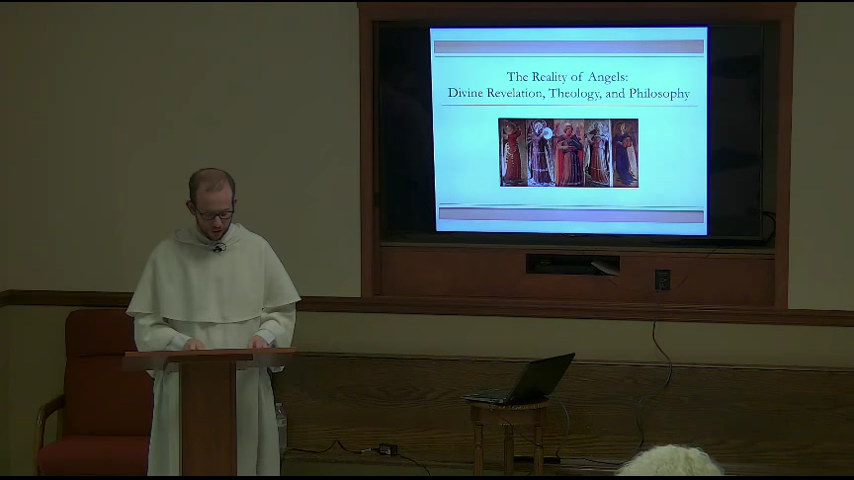 The Reality of Angels:
Divine Revelation, Theology, and Philosophy